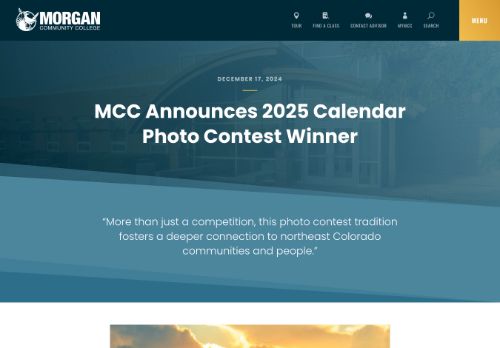 MORGAN
COMMUNITY COLLEGE
TOUR
FIND A CLASS
CONTACT ADVISOR
MYMCC
SEARCH
MENU
DECEMBER 17, 2024
MCC Announces 2025 Calendar
Photo Contest Winner
“More than just a competition, this photo contest tradition
fosters a deeper connection to northeast Colorado
communities and people.”